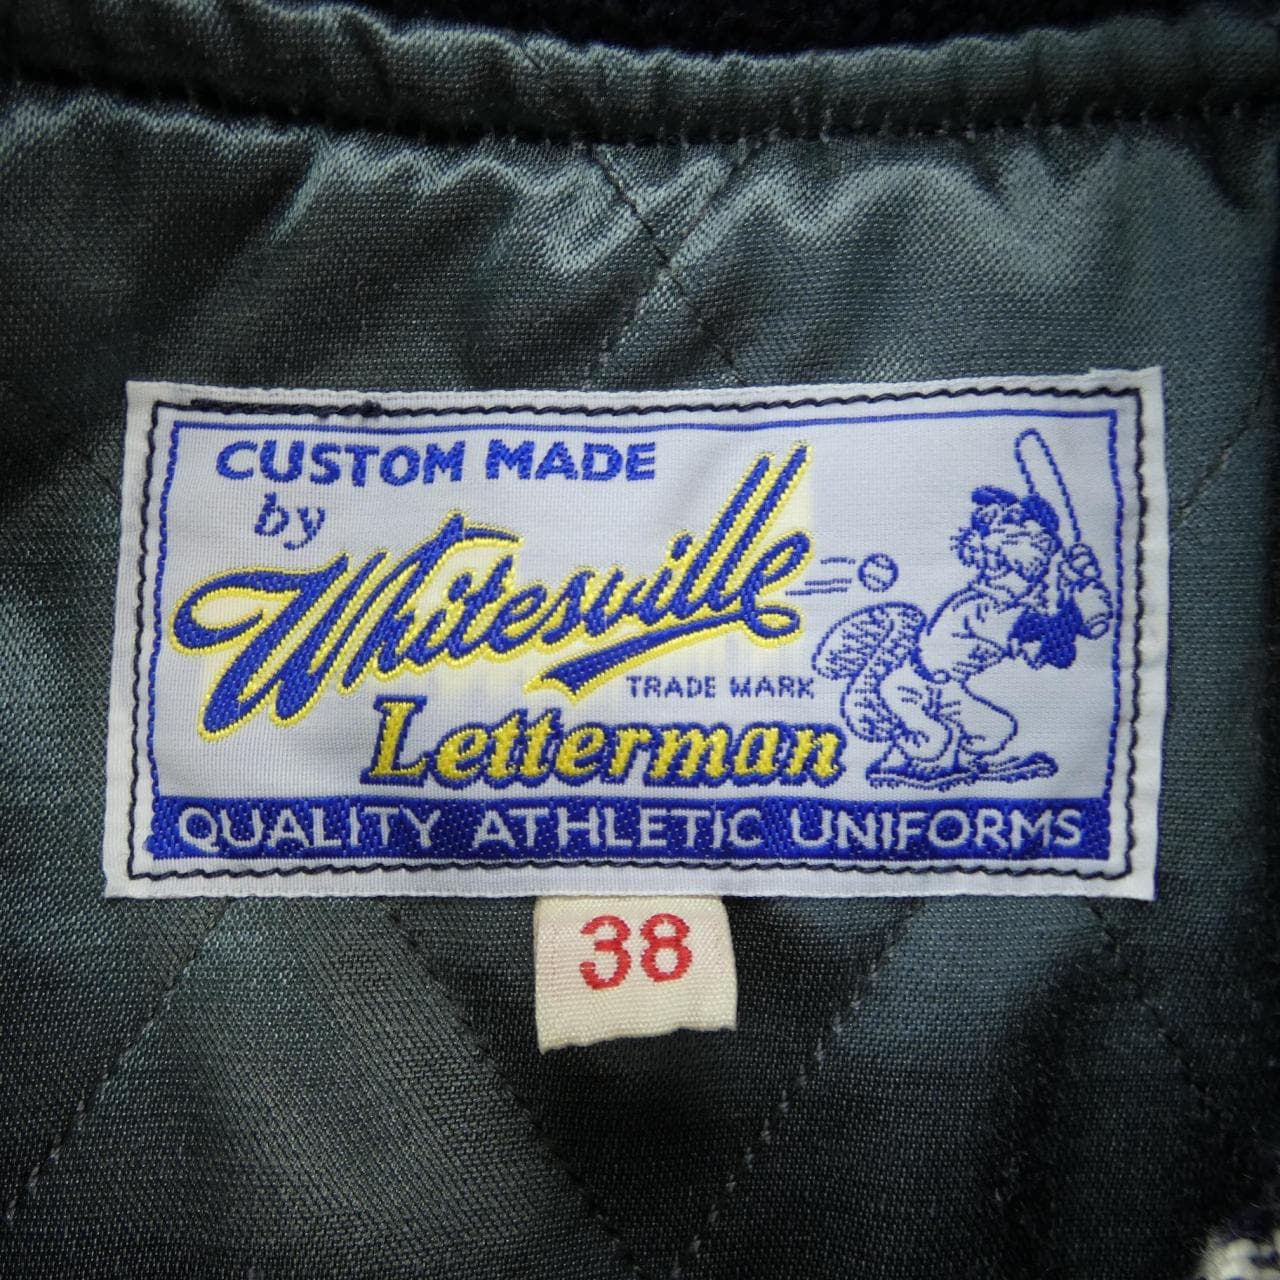 CUSTOM MADE
by
Whitesville
TRADE MARK
Letterman
QUALITY ATHLETIC UNIFORMS
38